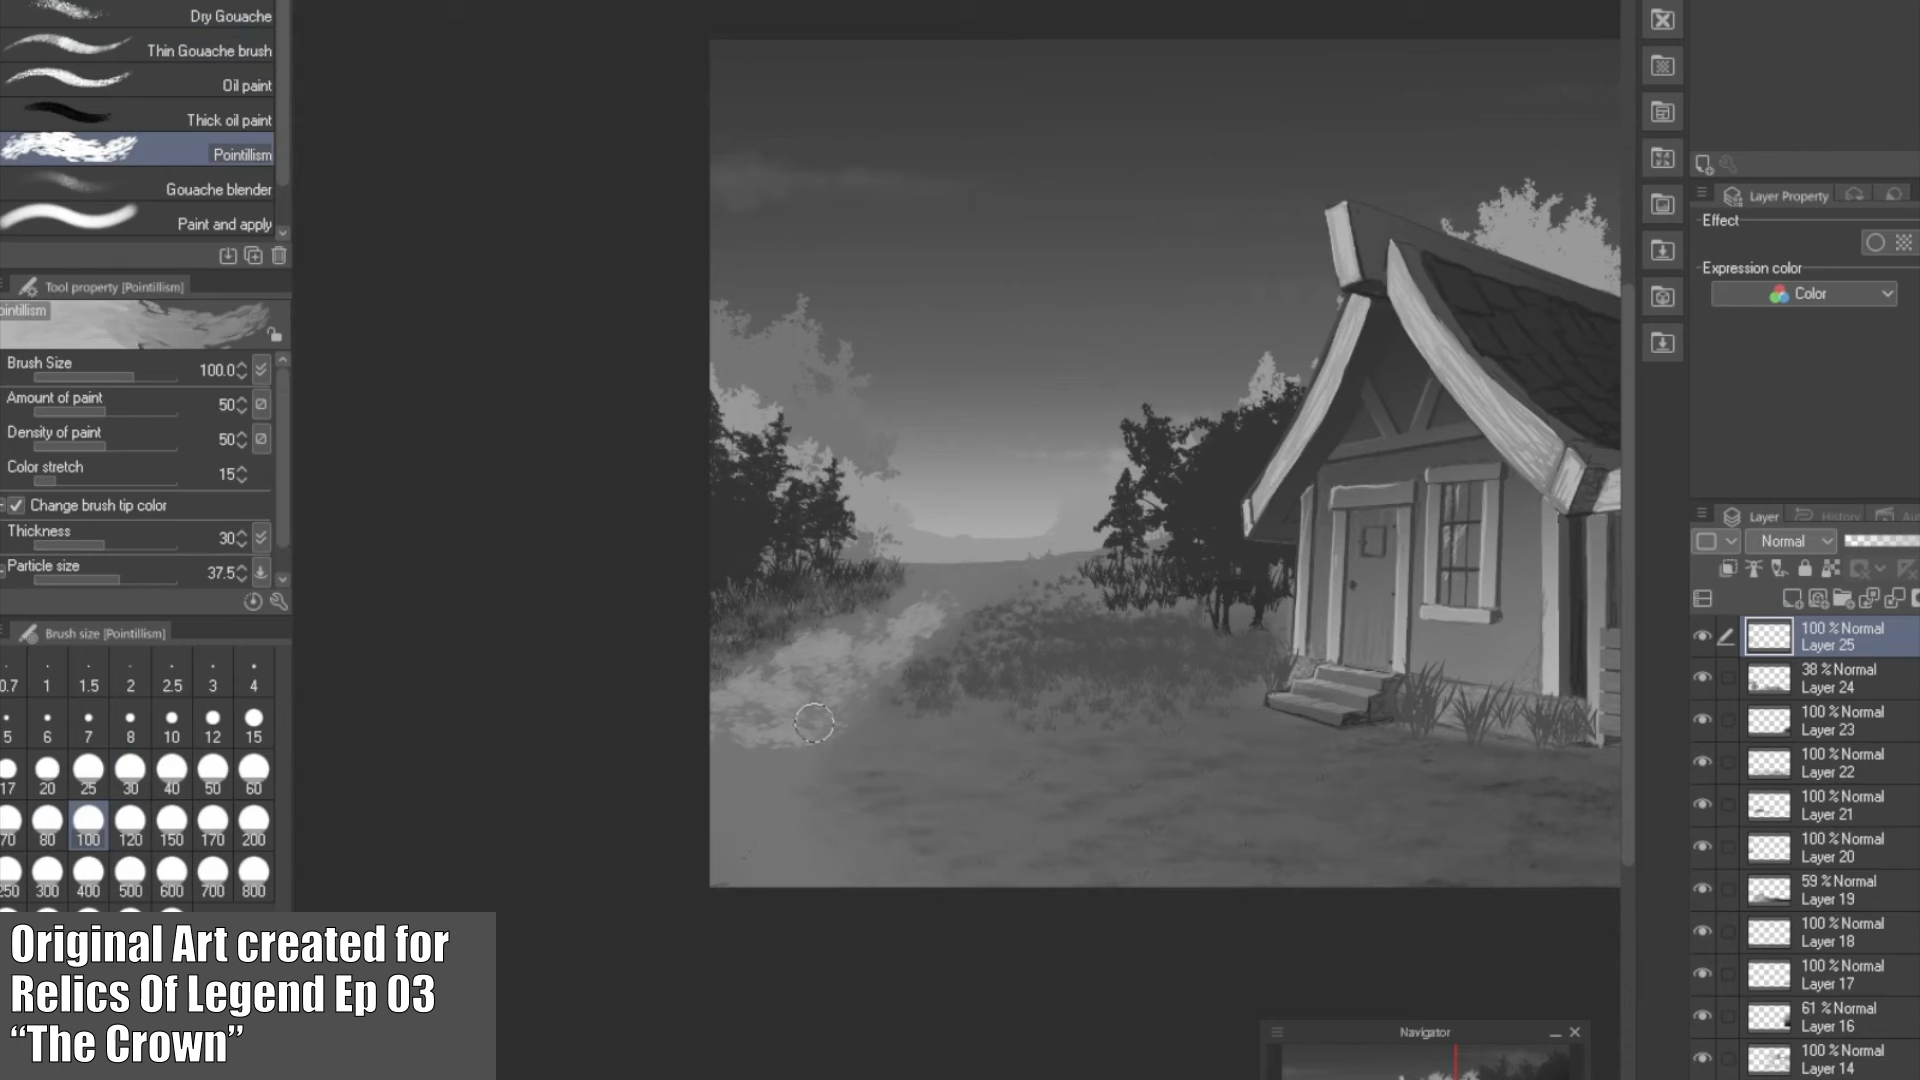 Dry Gouache
Thin Gouache brush
Oil paint
Thick oil paint
Pointillism
Gouache blender
Paint and apply
Tool property [Pointillism]
ointillism
Brush Size 100.0
Amount of paint 50
Density of paint 50
Color stretch 15
Change brush tip color
Thickness 30
Particle size 37.5
Brush size [Pointillism]
0.7 1 1.5 2 2.5 3 4
5 6 7 8 10 12 15
17 20 25 30 40 50 60
70 80 100 120 150 170 200
250 300 400 500 600 700 800
Original Art created for
Relics Of Legend Ep 03
“The Crown”
Navigator
Layer Property
Effect
Expression color
Color
Layer History Au
Normal
100 % Normal
Layer 25
38 % Normal
Layer 24
100 % Normal
Layer 23
100 % Normal
Layer 22
100 % Normal
Layer 21
100 % Normal
Layer 20
59 % Normal
Layer 19
100 % Normal
Layer 18
100 % Normal
Layer 17
61 % Normal
Layer 16
100 % Normal
Layer 14